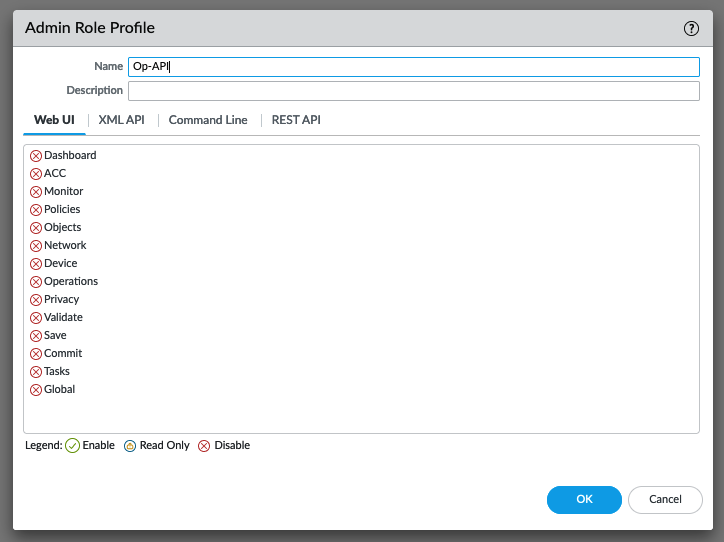 Admin Role Profile
Name Op-API
Description
Web UI XML API Command Line REST API
Dashboard
ACC
Monitor
Policies
Objects
Network
Device
Operations
Privacy
Validate
Save
Commit
Tasks
Global
Legend: Enable Read Only Disable
OK Cancel